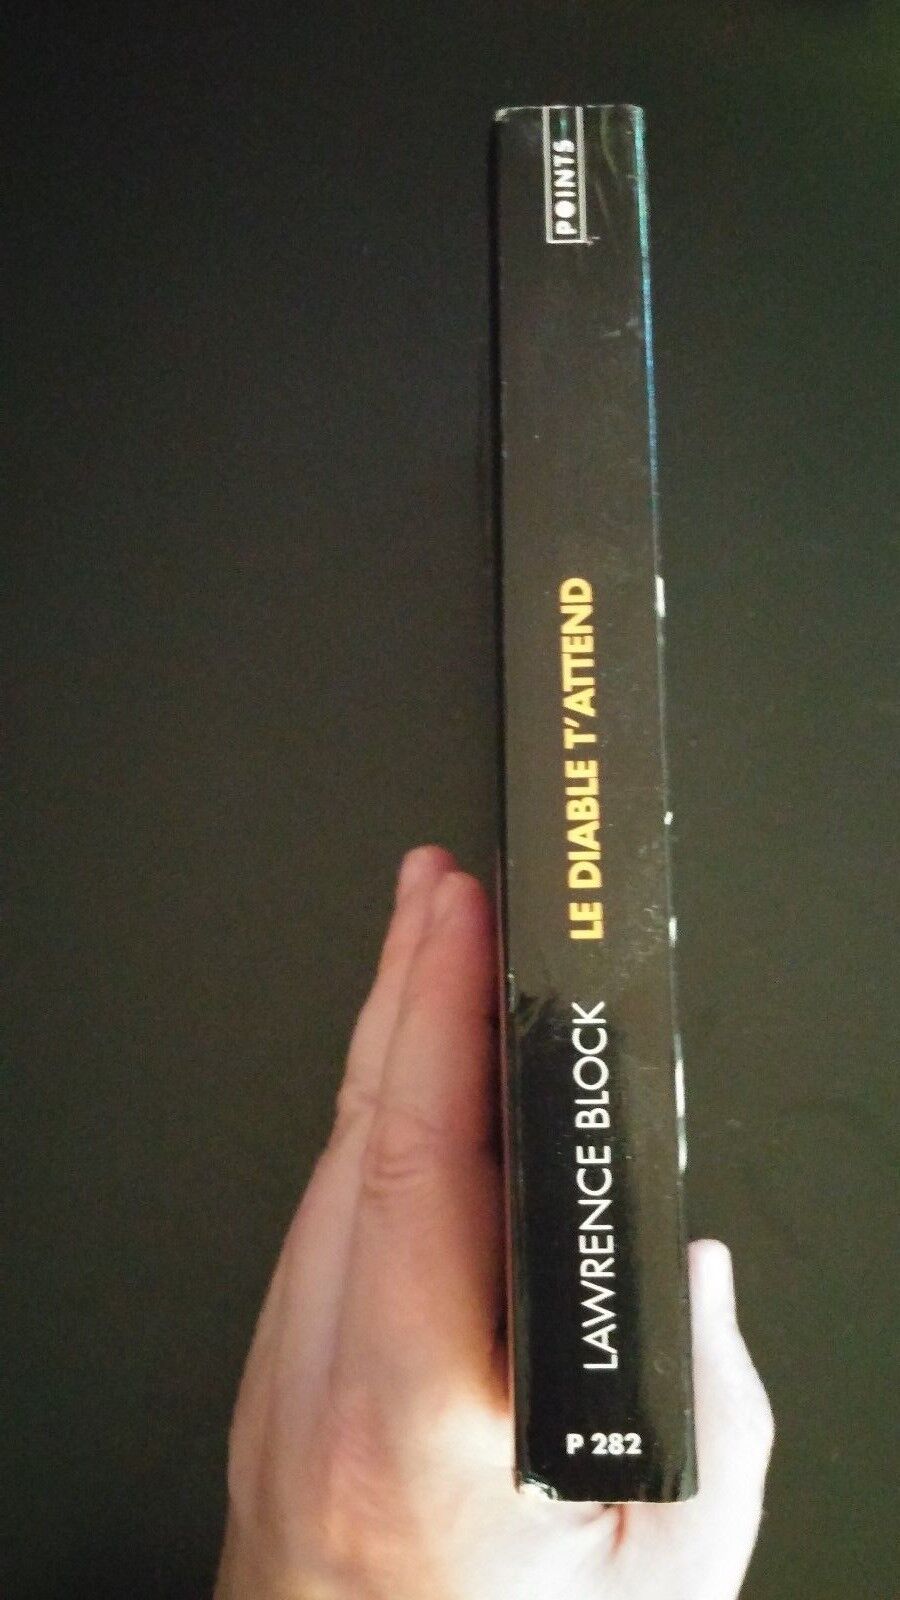 POINTS
LAWRENCE BLOCK LE DIABLE T'ATTEND
P 282